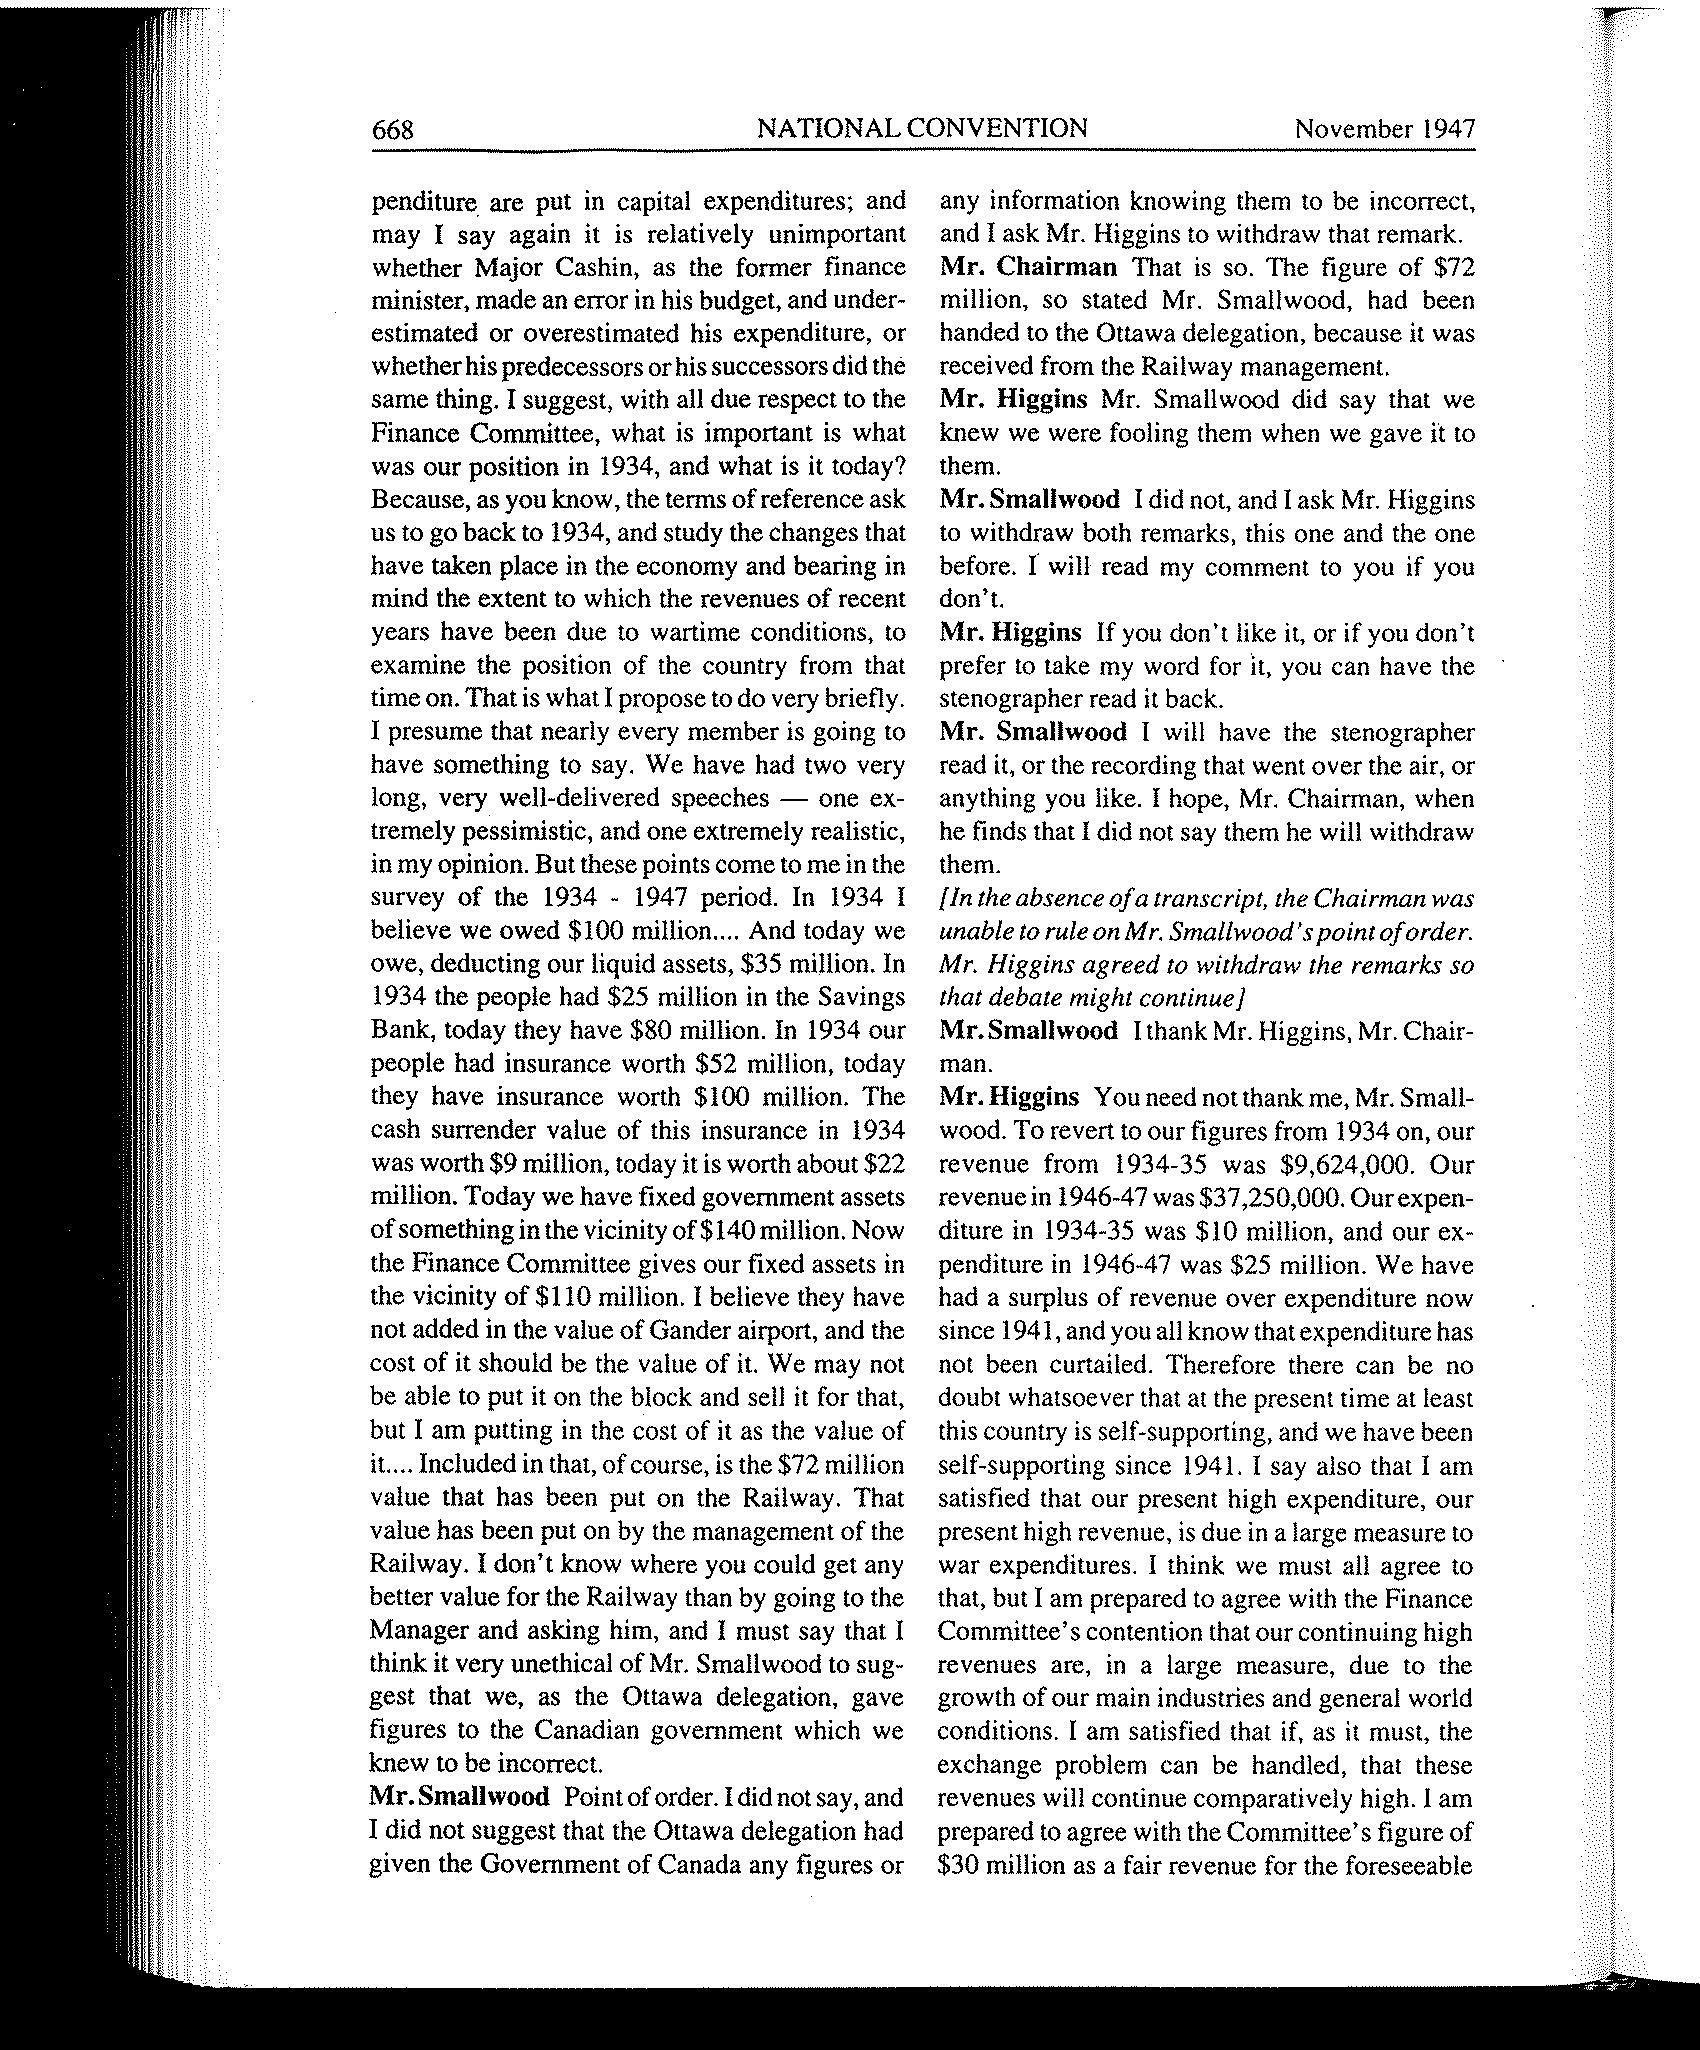 668 NATIONAL CONVENTION November 1947
penditure are put in capital expenditures; and
may I say again it is relatively unimportant
whether Major Cashin, as the former finance
minister, made an error in his budget, and under-
estimated or overestimated his expenditure, or
whether his predecessors or his successors did the
same thing. I suggest, with all due respect to the
Finance Committee, what is important is what
was our position in 1934, and what is it today?
Because, as you know, the terms of reference ask
us to go back to 1934, and study the changes that
have taken place in the economy and bearing in
mind the extent to which the revenues of recent
years have been due to wartime conditions, to
examine the position of the country from that
time on. That is what I propose to do very briefly.
I presume that nearly every member is going to
have something to say. We have had two very
long, very well-delivered speeches — one ex-
tremely pessimistic, and one extremely realistic,
in my opinion. But these points come to me in the
survey of the 1934 - 1947 period. In 1934 I
believe we owed $100 million.... And today we
owe, deducting our liquid assets, $35 million. In
1934 the people had $25 million in the Savings
Bank, today they have $80 million. In 1934 our
people had insurance worth $52 million, today
they have insurance worth $100 million. The
cash surrender value of this insurance in 1934
was worth $9 million, today it is worth about $22
million. Today we have fixed government assets
of something in the vicinity of $140 million. Now
the Finance Committee gives our fixed assets in
the vicinity of $110 million. I believe they have
not added in the value of Gander airport, and the
cost of it should be the value of it. We may not
be able to put it on the block and sell it for that,
but I am putting in the cost of it as the value of
it.... Included in that, of course, is the $72 million
value that has been put on the Railway. That
value has been put on by the management of the
Railway. I don't know where you could get any
better value for the Railway than by going to the
Manager and asking him, and I must say that I
think it very unethical of Mr. Smallwood to sug-
gest that we, as the Ottawa delegation, gave
figures to the Canadian government which we
knew to be incorrect.
Mr. Smallwood Point of order. I did not say, and
I did not suggest that the Ottawa delegation had
given the Government of Canada any figures or
any information knowing them to be incorrect,
and I ask Mr. Higgins to withdraw that remark.
Mr. Chairman That is so. The figure of $72
million, so stated Mr. Smallwood, had been
handed to the Ottawa delegation, because it was
received from the Railway management.
Mr. Higgins Mr. Smallwood did say that we
knew we were fooling them when we gave it to
them.
Mr. Smallwood I did not, and I ask Mr. Higgins
to withdraw both remarks, this one and the one
before. I will read my comment to you if you
don't.
Mr. Higgins If you don't like it, or if you don't
prefer to take my word for it, you can have the
stenographer read it back.
Mr. Smallwood I will have the stenographer
read it, or the recording that went over the air, or
anything you like. I hope, Mr. Chairman, when
he finds that I did not say them he will withdraw
them.
[In the absence of a transcript, the Chairman was
unable to rule on Mr. Smallwood's point of order.
Mr. Higgins agreed to withdraw the remarks so
that debate might continue]
Mr. Smallwood I thank Mr. Higgins, Mr. Chair-
man.
Mr. Higgins You need not thank me, Mr. Small-
wood. To revert to our figures from 1934 on, our
revenue from 1934-35 was $9,624,000. Our
revenue in 1946-47 was $37,250,000. Our expen-
diture in 1934-35 was $10 million, and our ex-
penditure in 1946-47 was $25 million. We have
had a surplus of revenue over expenditure now
since 1941, and you all know that expenditure has
not been curtailed. Therefore there can be no
doubt whatsoever that at the present time at least
this country is self-supporting, and we have been
self-supporting since 1941. I say also that I am
satisfied that our present high expenditure, our
present high revenue, is due in a large measure to
war expenditures. I think we must all agree to
that, but I am prepared to agree with the Finance
Committee's contention that our continuing high
revenues are, in a large measure, due to the
growth of our main industries and general world
conditions. I am satisfied that if, as it must, the
exchange problem can be handled, that these
revenues will continue comparatively high. I am
prepared to agree with the Committee's figure of
$30 million as a fair revenue for the foreseeable